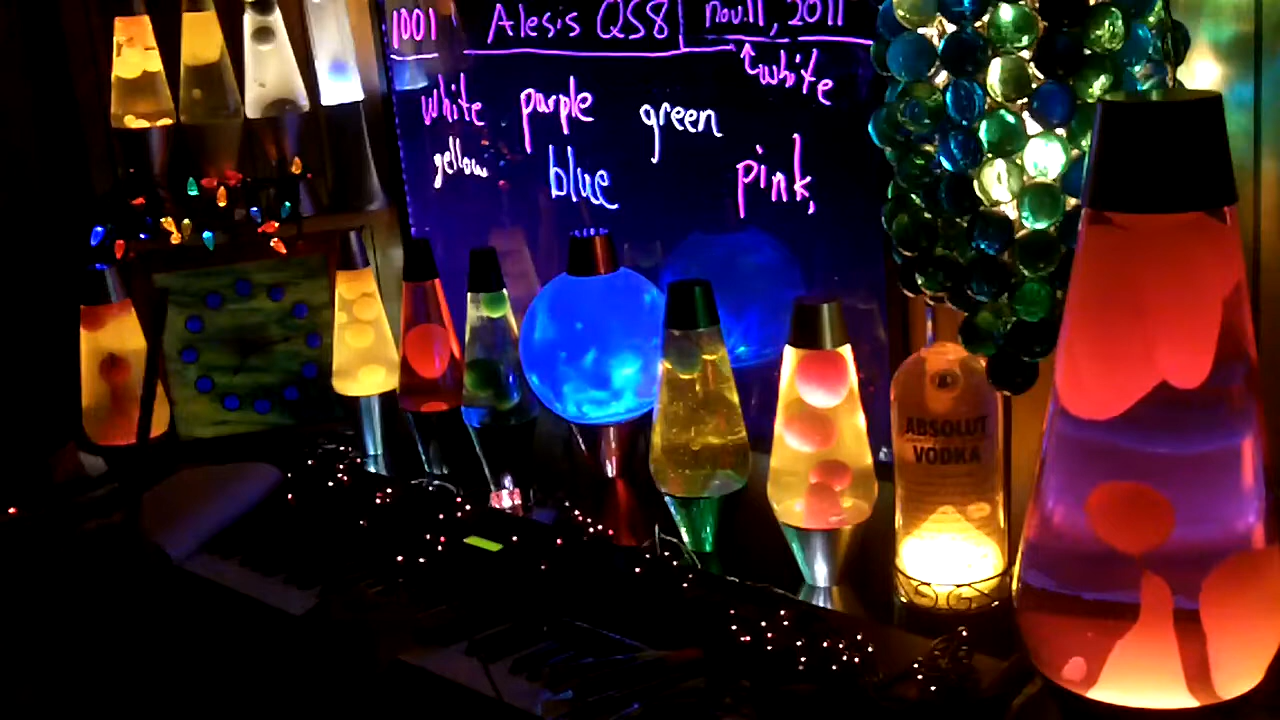 1001 Alesis QS8 nov.11, 2011
white
white purple green
yellow blue pink,
ABSOLUT
VODKA